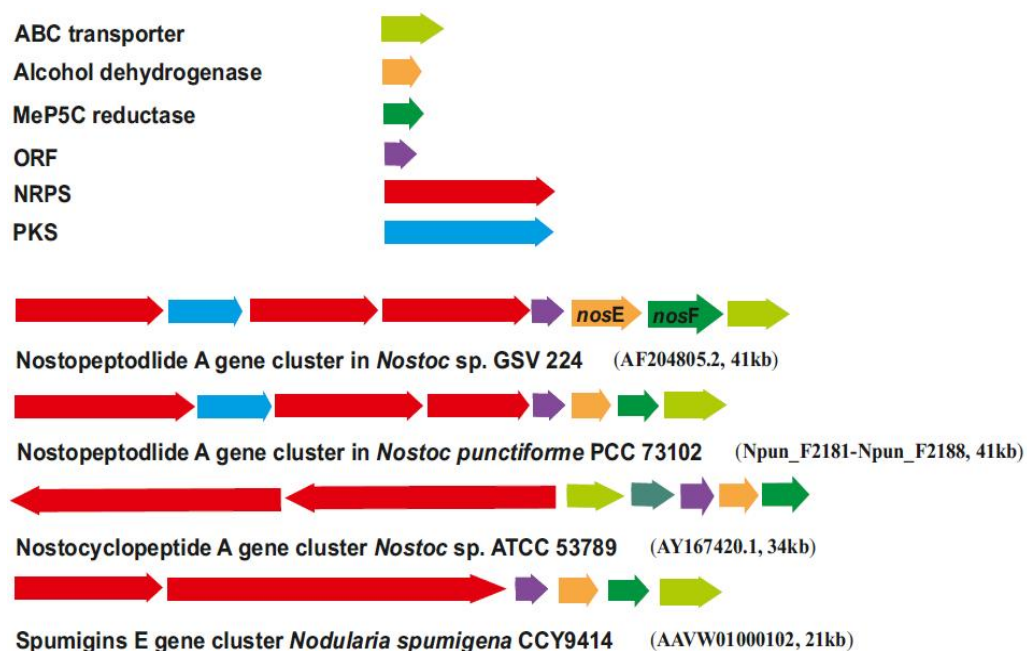 ABC transporter
Alcohol dehydrogenase
MeP5C reductase
ORF
NRPS
PKS
nosE nosF
Nostopeptodlide A gene cluster in Nostoc sp. GSV 224 (AF204805.2, 41kb)
Nostopeptodlide A gene cluster in Nostoc punctiforme PCC 73102 (Npun_F2181-Npun_F2188, 41kb)
Nostocyclopeptide A gene cluster Nostoc sp. ATCC 53789 (AY167420.1, 34kb)
Spumigins E gene cluster Nodularia spumigena CCY9414 (AAVW01000102, 21kb)